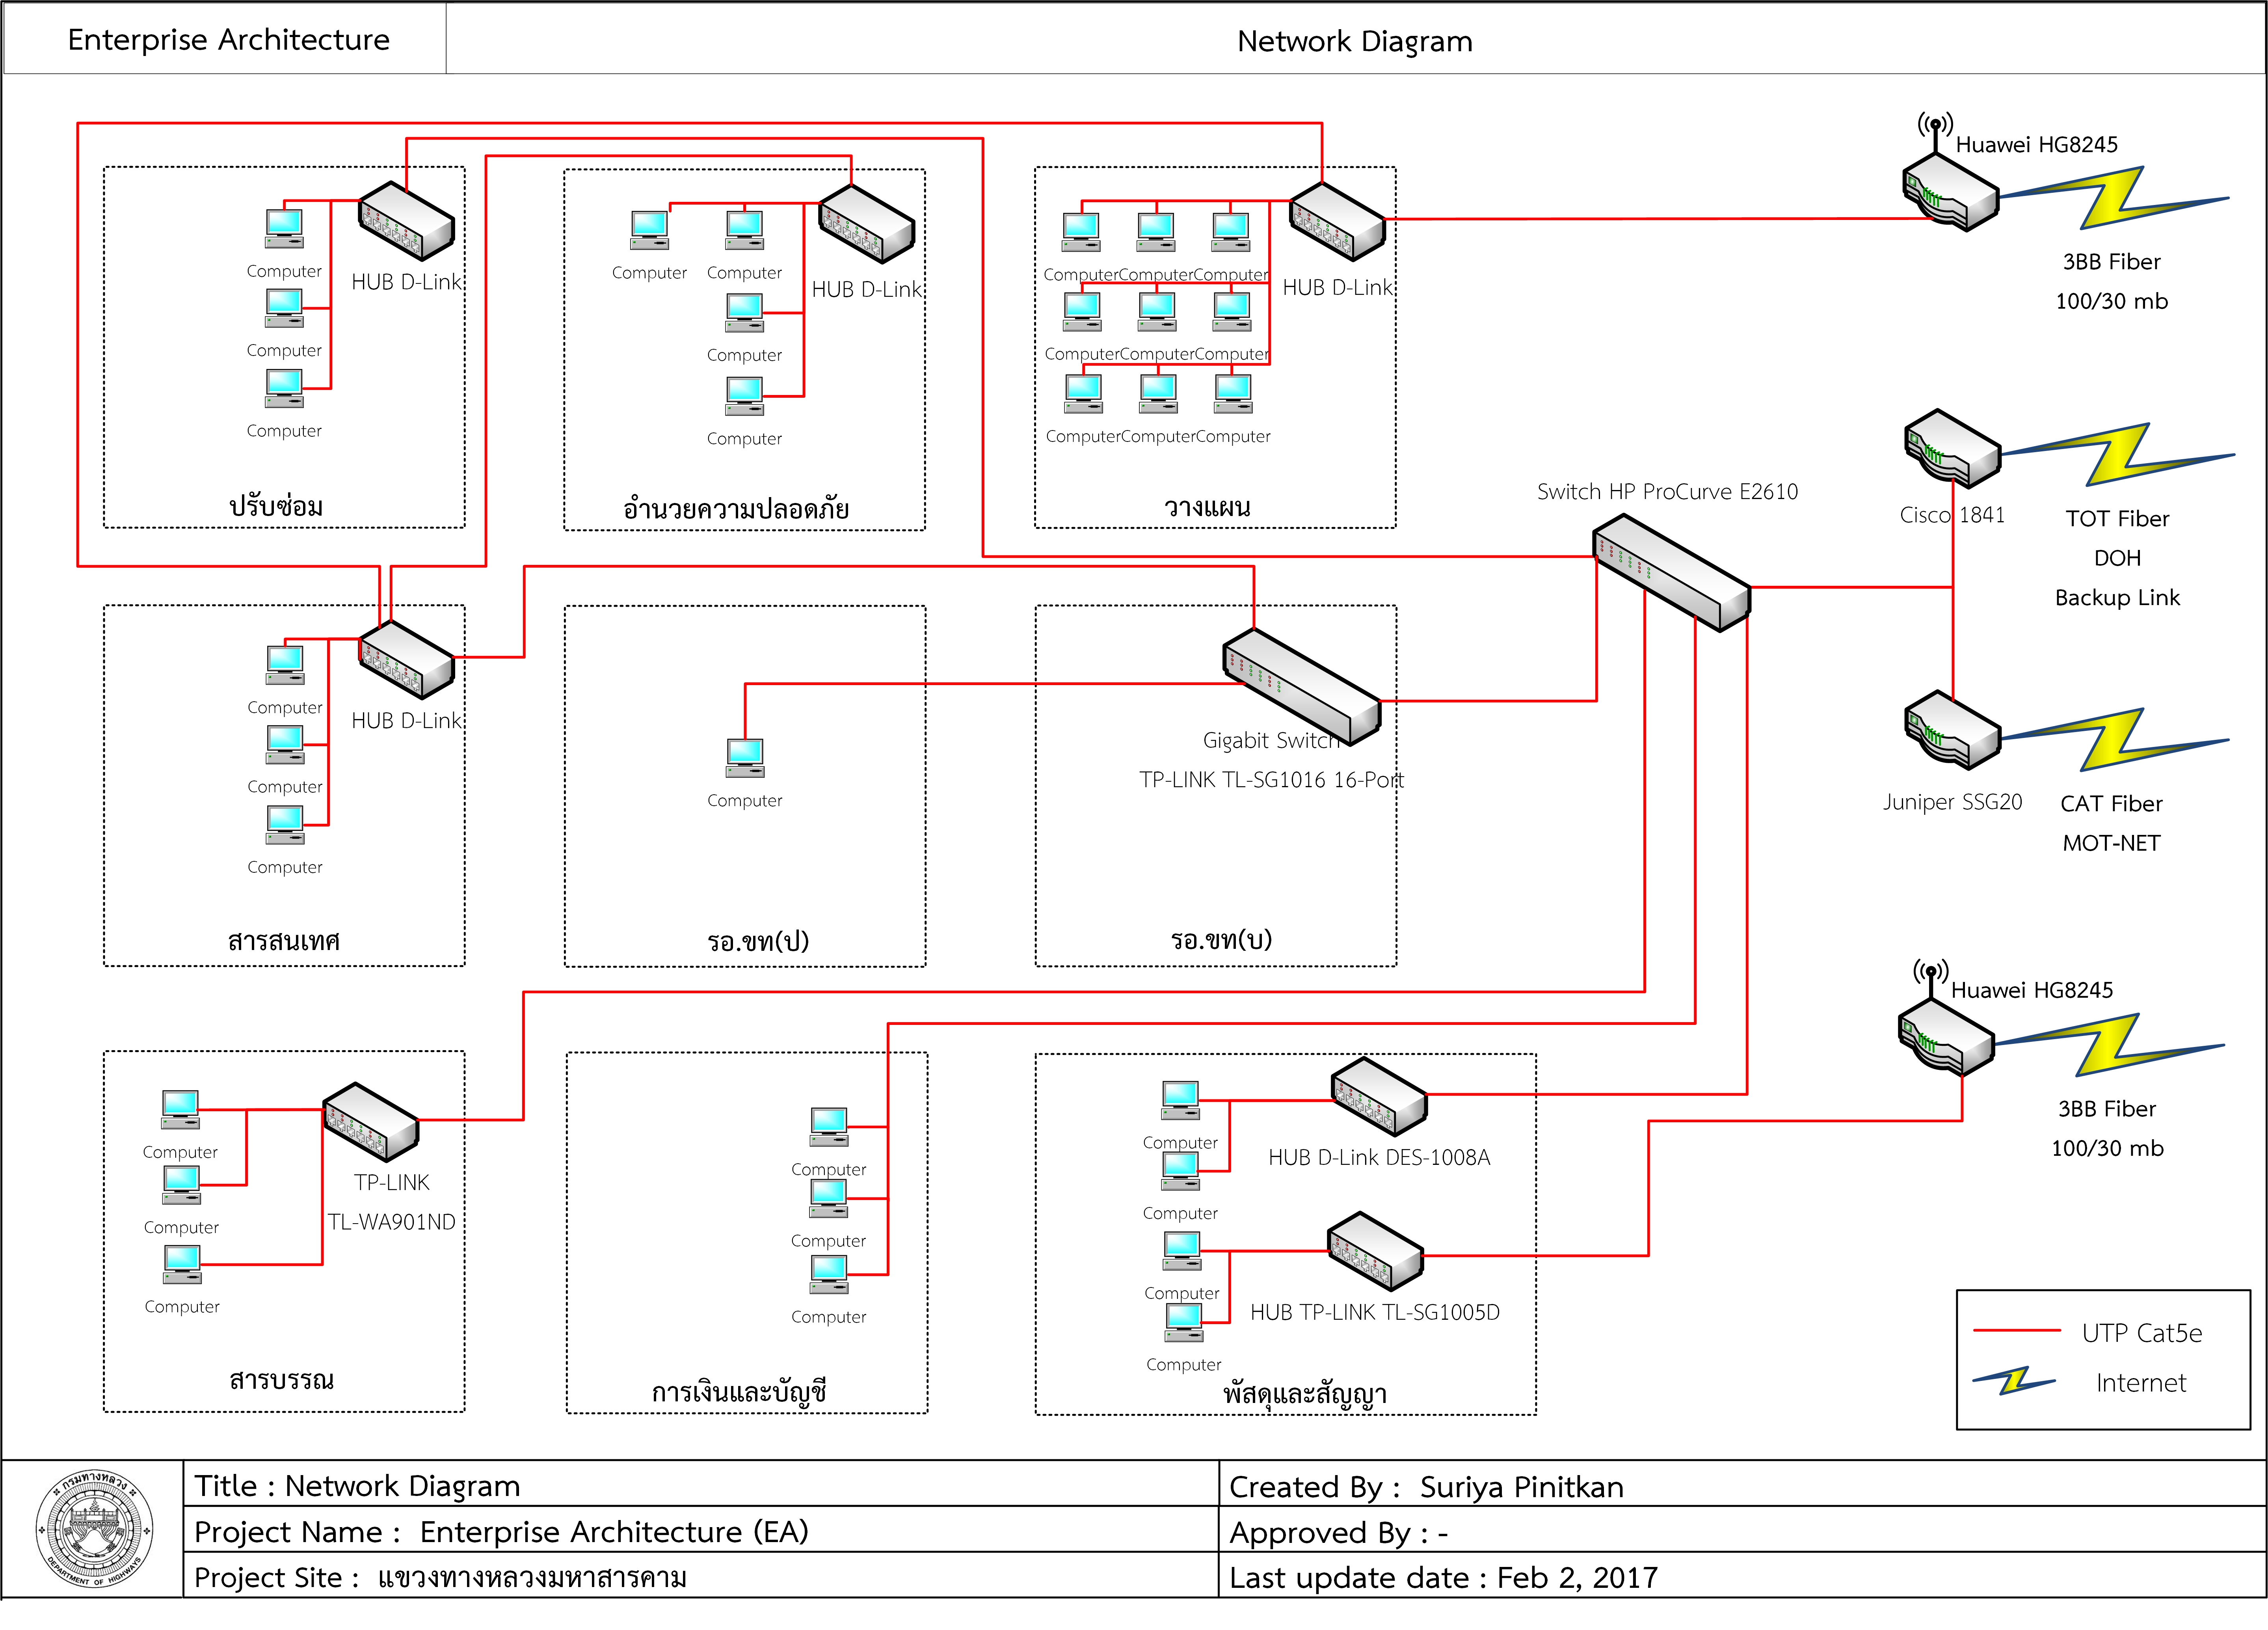 Enterprise Architecture
Network Diagram
Huawei HG8245
3BB Fiber
100/30 mb
Computer
Computer
Computer
HUB D-Link
ปรับซ่อม
Computer Computer
Computer
Computer
HUB D-Link
อำนวยความปลอดภัย
Computer Computer Computer
Computer Computer Computer
Computer Computer Computer
HUB D-Link
วางแผน
Switch HP ProCurve E2610
Cisco 1841
TOT Fiber
DOH
Backup Link
Computer
Computer
Computer
HUB D-Link
สารสนเทศ
Computer
รอ.ขท(ป)
Gigabit Switch
TP-LINK TL-SG1016 16-Port
รอ.ขท(บ)
Juniper SSG20
CAT Fiber
MOT-NET
Huawei HG8245
3BB Fiber
100/30 mb
Computer
Computer
Computer
TP-LINK
TL-WA901ND
สารบรรณ
Computer
Computer
Computer
การเงินและบัญชี
Computer
Computer
HUB D-Link DES-1008A
Computer
Computer
HUB TP-LINK TL-SG1005D
พัสดุและสัญญา
UTP Cat5e
Internet
กรมทางหลวง
DEPARTMENT OF HIGHWAYS
Title : Network Diagram
Created By : Suriya Pinitkan
Project Name : Enterprise Architecture (EA)
Approved By : -
Project Site : แขวงทางหลวงมหาสารคาม
Last update date : Feb 2, 2017